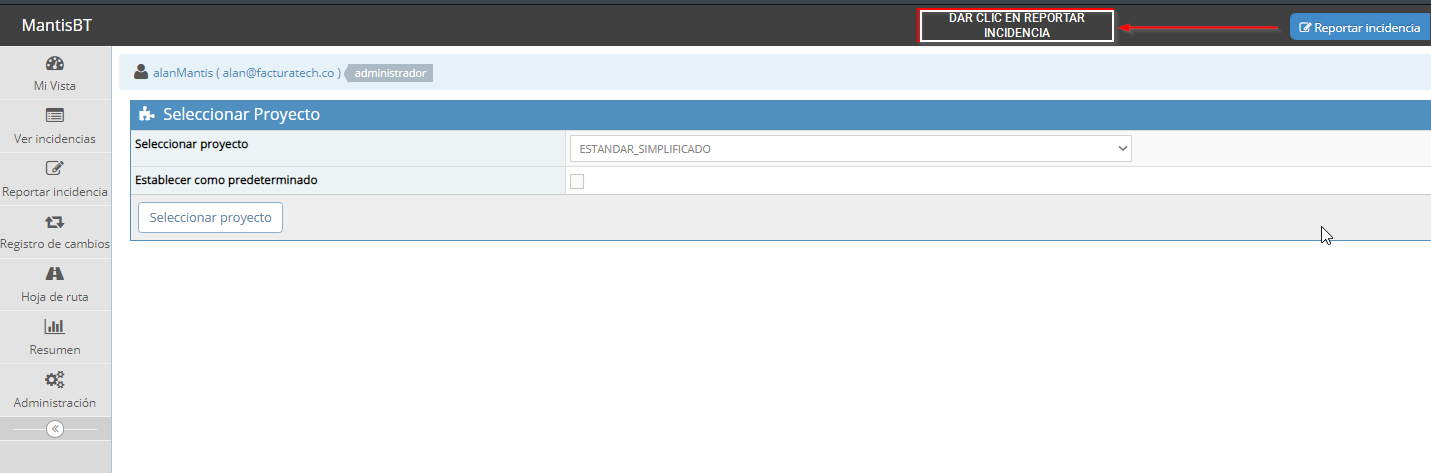 MantisBT
DAR CLIC EN REPORTAR
INCIDENCIA
Reportar incidencia
alanMantis ( alan@facturatech.co ) administrador
Mi Vista
Ver incidencias
Reportar incidencia
Registro de cambios
Hoja de ruta
Resumen
Administración
Seleccionar Proyecto
Seleccionar proyecto
ESTANDAR_SIMPLIFICADO
Establecer como predeterminado
Seleccionar proyecto